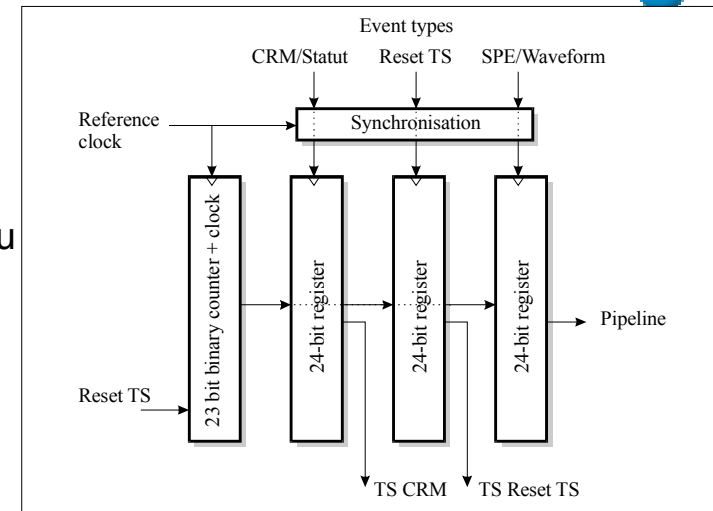 Event types
CRM/Statut
Reset TS
SPE/Waveform
Reference
clock
Synchronisation
u
23 bit binary counter + clock
24-bit register
24-bit register
24-bit register
Pipeline
Reset TS
TS CRM
TS Reset TS